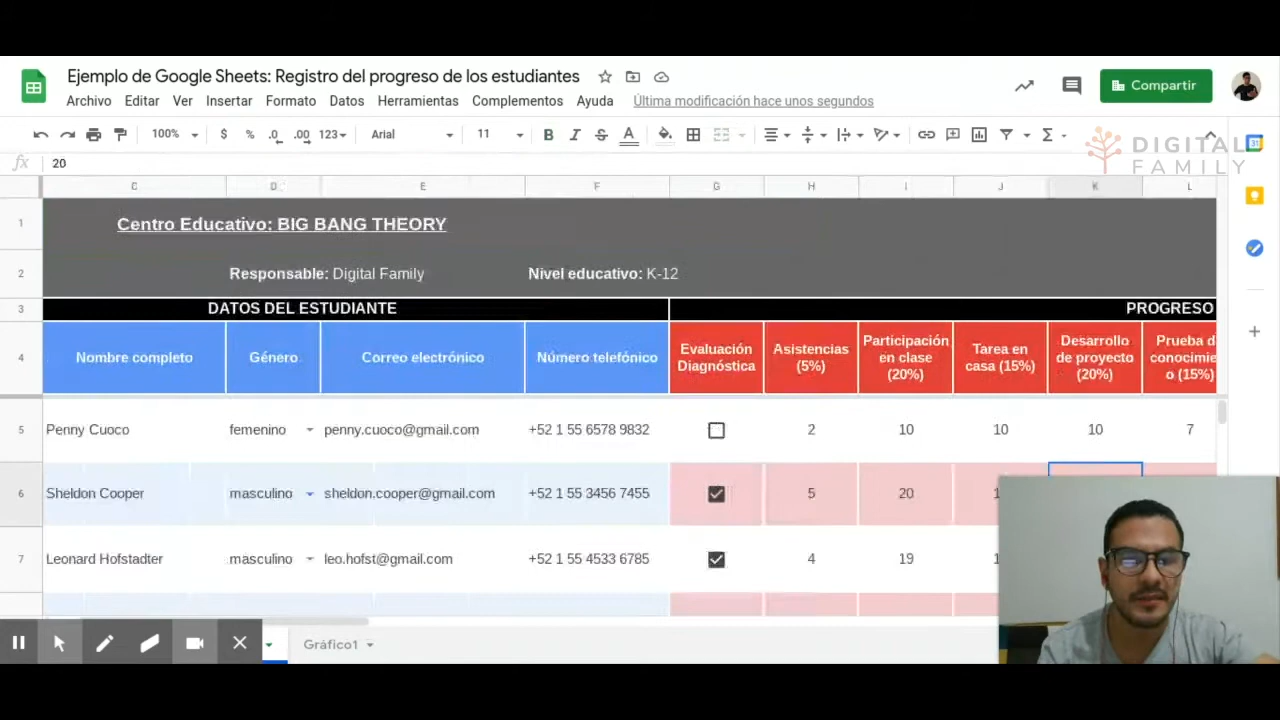 Ejemplo de Google Sheets: Registro del progreso de los estudiantes
Compartir
Archivo Editar Ver Insertar Formato Datos Herramientas Complementos Ayuda Última modificación hace unos segundos
100% $ % .0 .00 123 Arial 11 B I S A
DIGITAL
FAMILY
fx 20
C D E F G H I J K L
1 Centro Educativo: BIG BANG THEORY
2 Responsable: Digital Family Nivel educativo: K-12
3 DATOS DEL ESTUDIANTE PROGRESO
4 Nombre completo Género Correo electrónico Número telefónico
Evaluación Diagnóstica
Asistencias (5%)
Participación en clase (20%)
Tarea en casa (15%)
Desarrollo de proyecto (20%)
Prueba d
conocimie
o (15%)
5 Penny Cuoco femenino penny.cuoco@gmail.com +52 1 55 6578 9832 2 10 10 10 7
6 Sheldon Cooper masculino sheldon.cooper@gmail.com +52 1 55 3456 7455 5 20
7 Leonard Hofstadter masculino leo.hofst@gmail.com +52 1 55 4533 6785 4 19
Gráfico1